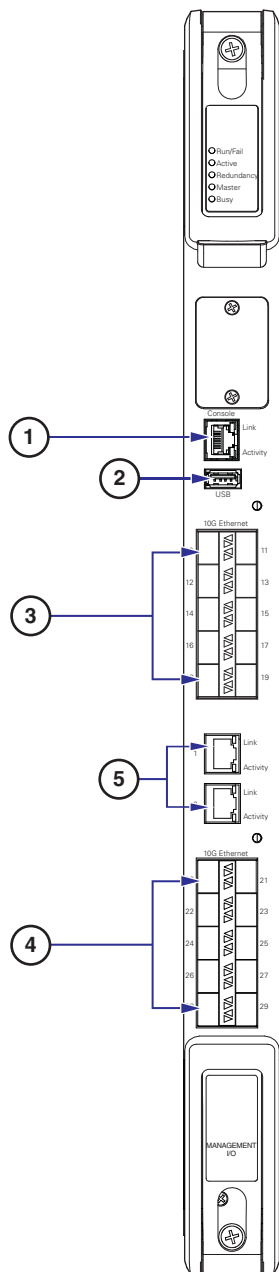 Run/Fail
Active
Redundancy
Master
Busy
Console
Link
1
Activity
2
USB
10G Ethernet
11
12 13
3
14 15
16 17
19
Link
1
5
Activity
Link
Activity
10G Ethernet
21
22 23
4
24 25
26 27
29
MANAGEMENT
I/O